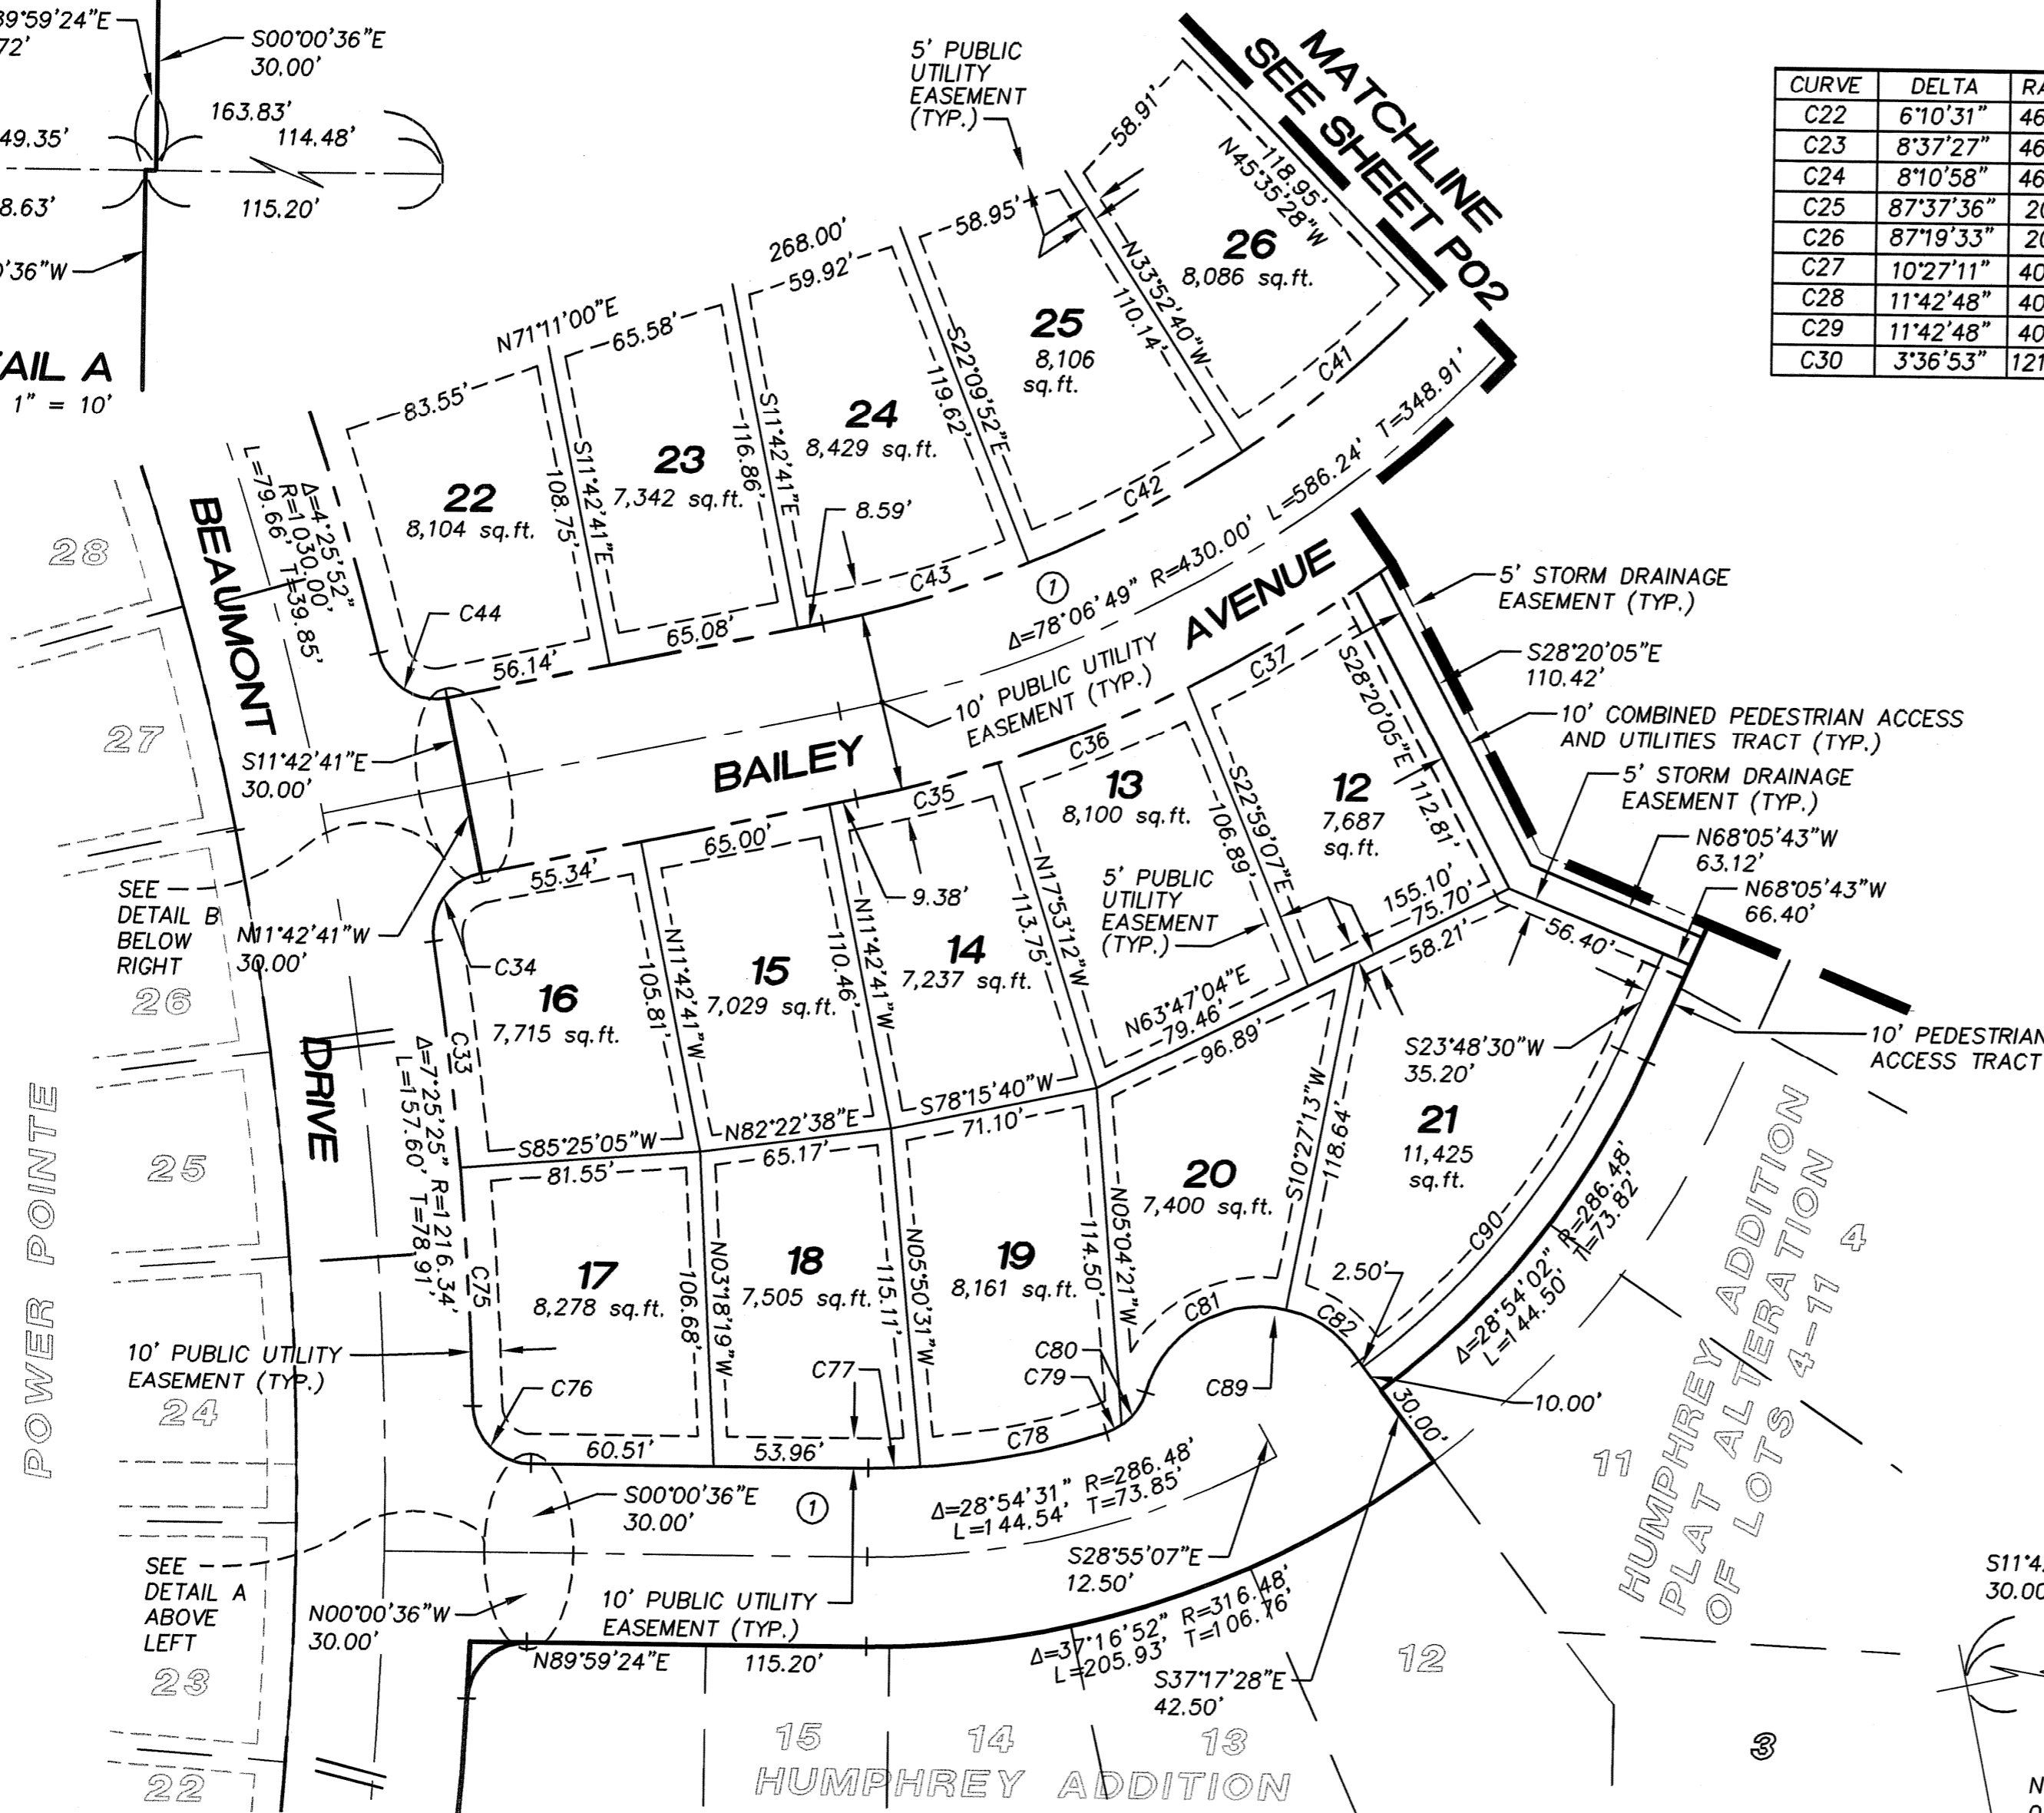 39°59'24"E
72'
S00°00'36"E
30.00'
163.83'
49.35'
114.48'
8.63'
115.20'
0'36"W
AIL A
1" = 10'
5' PUBLIC
UTILITY
EASEMENT
(TYP.)
MATCHLINE
SEE SHEET P02
CURVE DELTA RA
C22 6°10'31" 46
C23 8°37'27" 46
C24 8°10'58" 46
C25 87°37'36" 20
C26 87°19'33" 20
C27 10°27'11" 40
C28 11°42'48" 40
C29 11°42'48" 40
C30 3°36'53" 121
58.91'
118.95'
N45°35'28"W
26
8,086 sq.ft.
N33°52'40"W
110.14'
C41
268.00'
58.95'
25
8,106
sq.ft.
S22°09'52"E
119.62'
C42
59.92'
24
8,429 sq.ft.
S11°42'41"E
116.86'
C43
8.59'
N71°11'00"E
65.58'
23
7,342 sq.ft.
S11°42'41"E
108.75'
65.08'
83.55'
22
8,104 sq.ft.
56.14'
C44
Δ=4°25'52"
R=1030.00'
L=79.66' T=39.85'
BEAUMONT
DRIVE
28
27
26
25
24
23
22
POWER POINTE
1
Δ=78°06'49" R=430.00' L=586.24' T=348.91'
BAILEY AVENUE
10' PUBLIC UTILITY
EASEMENT (TYP.)
5' STORM DRAINAGE
EASEMENT (TYP.)
S28°20'05"E
110.42'
10' COMBINED PEDESTRIAN ACCESS
AND UTILITIES TRACT (TYP.)
5' STORM DRAINAGE
EASEMENT (TYP.)
N68°05'43"W
63.12'
N68°05'43"W
66.40'
56.40'
S11°42'41"E
30.00'
SEE
DETAIL B
BELOW
RIGHT
N11°42'41"W
30.00'
C34
55.34'
16
7,715 sq.ft.
C33
N11°42'41"W
105.81'
S85°25'05"W
65.00'
15
7,029 sq.ft.
N11°42'41"W
110.46'
N82°22'38"E
C35
9.38'
14
7,237 sq.ft.
N17°53'12"W
113.75'
S78°15'40"W
C36
13
8,100 sq.ft.
S22°59'07"E
106.89'
5' PUBLIC
UTILITY
EASEMENT
(TYP.)
N63°47'04"E
79.46'
C37
12
7,687
sq.ft.
S28°20'05"E
112.81'
155.10'
75.70'
58.21'
96.89'
Δ=7°25'25" R=1216.34'
L=157.60' T=78.91'
C75
81.55'
17
8,278 sq.ft.
N03°18'19"W
106.68'
60.51'
C76
10' PUBLIC UTILITY
EASEMENT (TYP.)
65.17'
18
7,505 sq.ft.
N05°50'31"W
115.11'
53.96'
C77
71.10'
19
8,161 sq.ft.
N05°04'21"W
114.50'
C78
C79
C80
20
7,400 sq.ft.
S10°27'13"W
118.64'
C81
C82
C89
21
11,425
sq.ft.
C90
2.50'
S23°48'30"W
35.20'
10' PEDESTRIAN
ACCESS TRACT
Δ=28°54'02" R=286.48'
L=144.50' T=73.82'
10.00'
30.00'
HUMPHREY ADDITION
PLAT ALTERATION
OF LOTS 4-11
4
11
12
S00°00'36"E
30.00'
1
Δ=28°54'31" R=286.48'
L=144.54' T=73.85'
S28°55'07"E
12.50'
SEE
DETAIL A
ABOVE
LEFT
N00°00'36"W
30.00'
10' PUBLIC UTILITY
EASEMENT (TYP.)
N89°59'24"E 115.20'
Δ=37°16'52" R=316.48'
L=205.93' T=106.76'
S37°17'28"E
42.50'
15
14
13
HUMPHREY ADDITION
3
S11°4
30.00
N